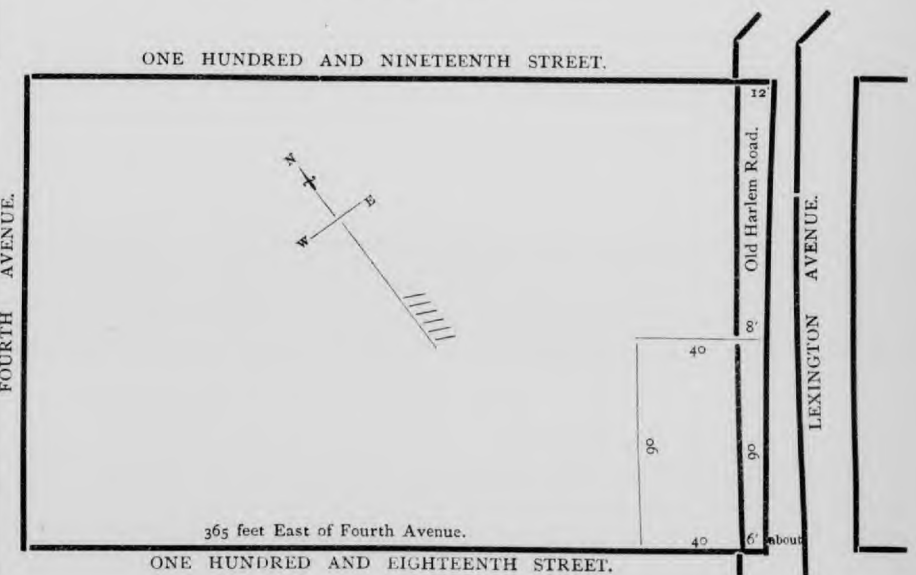 ONE HUNDRED AND NINETEENTH STREET.
12'
N
E
W
Old Harlem Road.
FOURTH AVENUE.
LEXINGTON AVENUE.
8'
40
90
90
365 feet East of Fourth Avenue.
40
6' about
ONE HUNDRED AND EIGHTEENTH STREET.